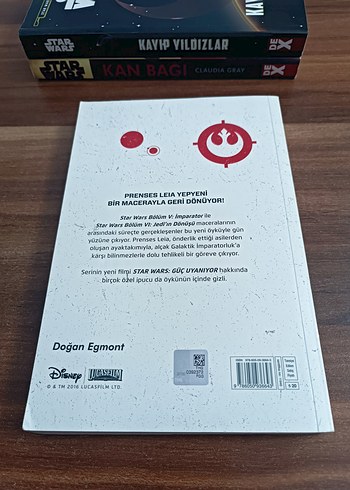 STAR WARS KAYIP YILDIZLAR DEX
STAR WARS KAN BAĞI CLAUDIA GRAY DEX
PRENSES LEIA YEPYENİ
BİR MACERAYLA GERİ DÖNÜYOR!
Star Wars Bölüm V: İmparator ile
Star Wars Bölüm VI: Jedi'ın Dönüşü maceralarının
arasındaki süreçte gerçekleşenler bu yeni öyküyle gün
yüzüne çıkıyor. Prenses Leia, önderlik ettiği asilerden
oluşan ayaktakımıyla, alçak Galaktik İmparatorluk'a
karşı bilinmezlerle dolu tehlikeli bir göreve çıkıyor.
Serinin yeni filmi STAR WARS: GÜÇ UYANIYOR hakkında
birçok özel ipucu da öykünün içinde gizli.
Doğan Egmont
Disney LUCASFILM
© & TM 2016 LUCASFILM LTD.